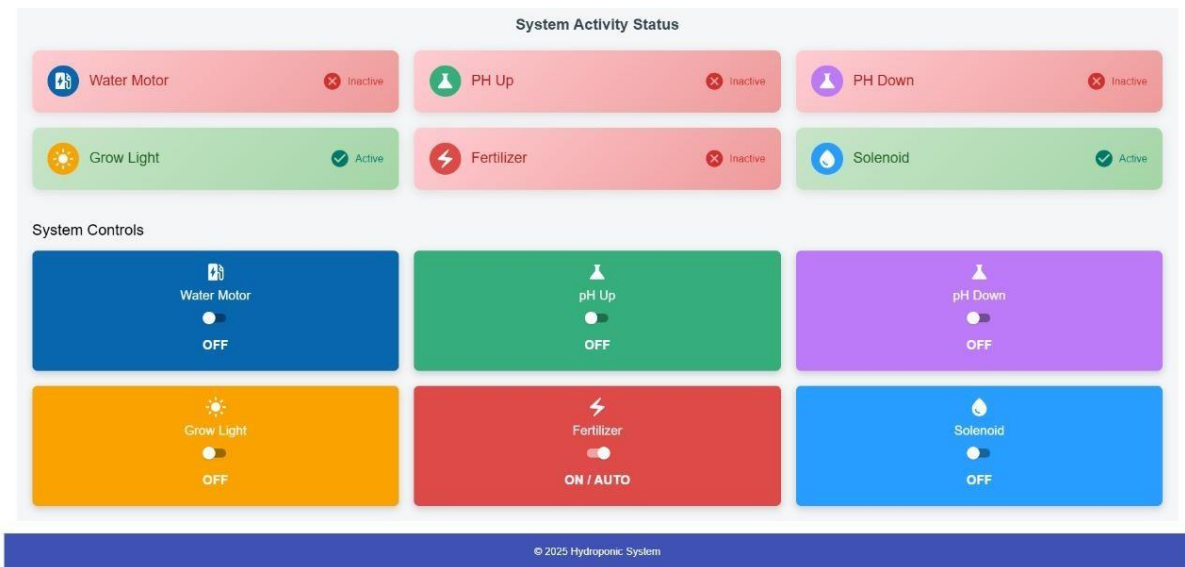 System Activity Status
Water Motor Inactive
PH Up Inactive
PH Down Inactive
Grow Light Active
Fertilizer Inactive
Solenoid Active
System Controls
Water Motor
OFF
pH Up
OFF
pH Down
OFF
Grow Light
OFF
Fertilizer
ON / AUTO
Solenoid
OFF
© 2025 Hydroponic System